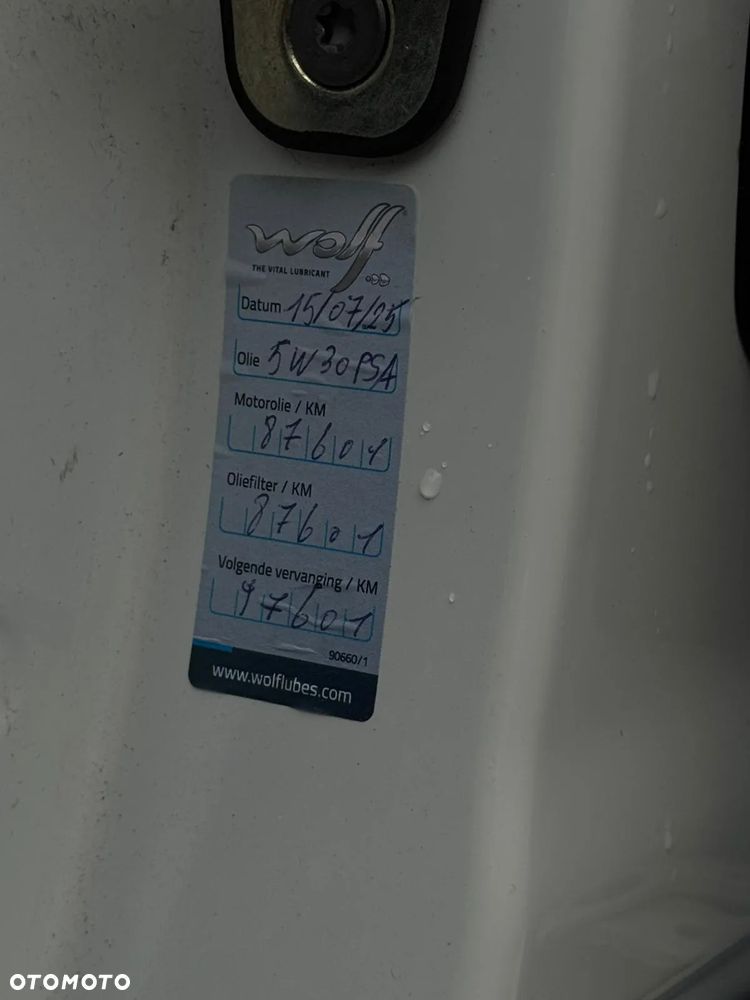 wolf
THE VITAL LUBRICANT
Datum 15/07/25
Olie 5W30PSA
Motorolie / KM
87601
Oliefilter / KM
87601
Volgende vervanging / KM
97601
90660/1
www.wolflubes.com
OTOMOTO